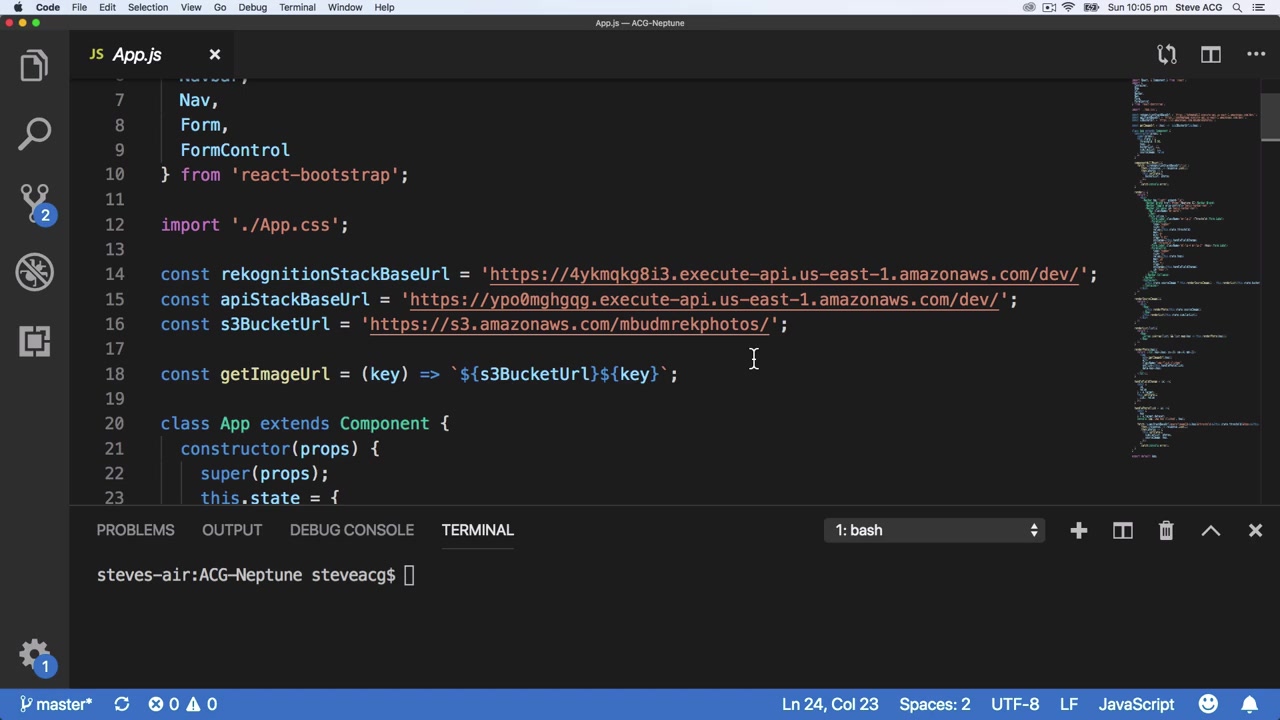 Code File Edit Selection View Go Debug Terminal Window Help Sun 10:05 pm Steve ACG
App.js — ACG-Neptune
JS App.js
6 Navbar,
7 Nav,
8 Form,
9 FormControl
10 } from 'react-bootstrap';
11
12 import './App.css';
13
14 const rekognitionStackBaseUrl = 'https://4ykmqkg8i3.execute-api.us-east-1.amazonaws.com/dev/';
15 const apiStackBaseUrl = 'https://ypo0mghgqg.execute-api.us-east-1.amazonaws.com/dev/';
16 const s3BucketUrl = 'https://s3.amazonaws.com/mbudmrekphotos/';
17
18 const getImageUrl = (key) => `${s3BucketUrl}${key}`;
19
20 class App extends Component {
21 constructor(props) {
22 super(props);
23 this.state = {
2
PROBLEMS OUTPUT DEBUG CONSOLE TERMINAL 1: bash
steves-air:ACG-Neptune steveacg$
1
master* 0 0 Ln 24, Col 23 Spaces: 2 UTF-8 LF JavaScript